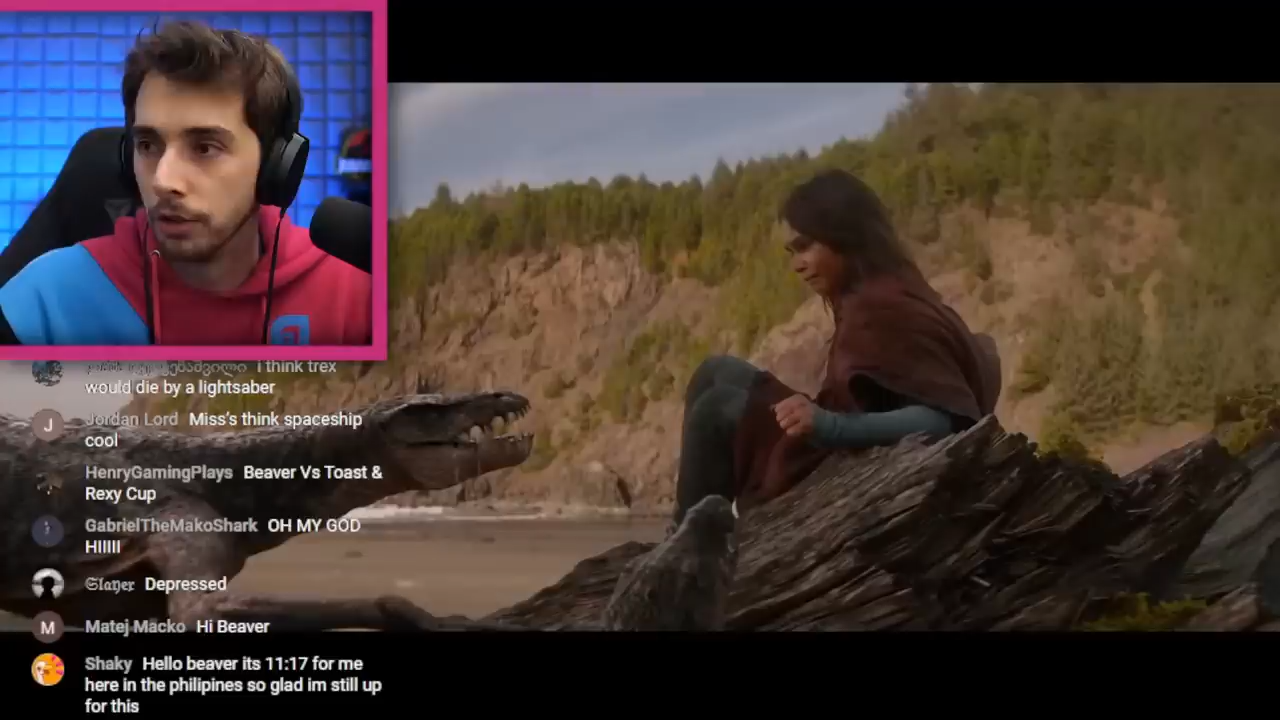 i think trex
would die by a lightsaber
Jordan Lord Miss's think spaceship
cool
HenryGamingPlays Beaver Vs Toast &
Rexy Cup
GabrielTheMakoShark OH MY GOD
HIIIII
J
𝔖𝔩𝔞𝔶𝔢𝔯 Depressed
M
Matej Macko Hi Beaver
Shaky Hello beaver its 11:17 for me
here in the philipines so glad im still up
for this